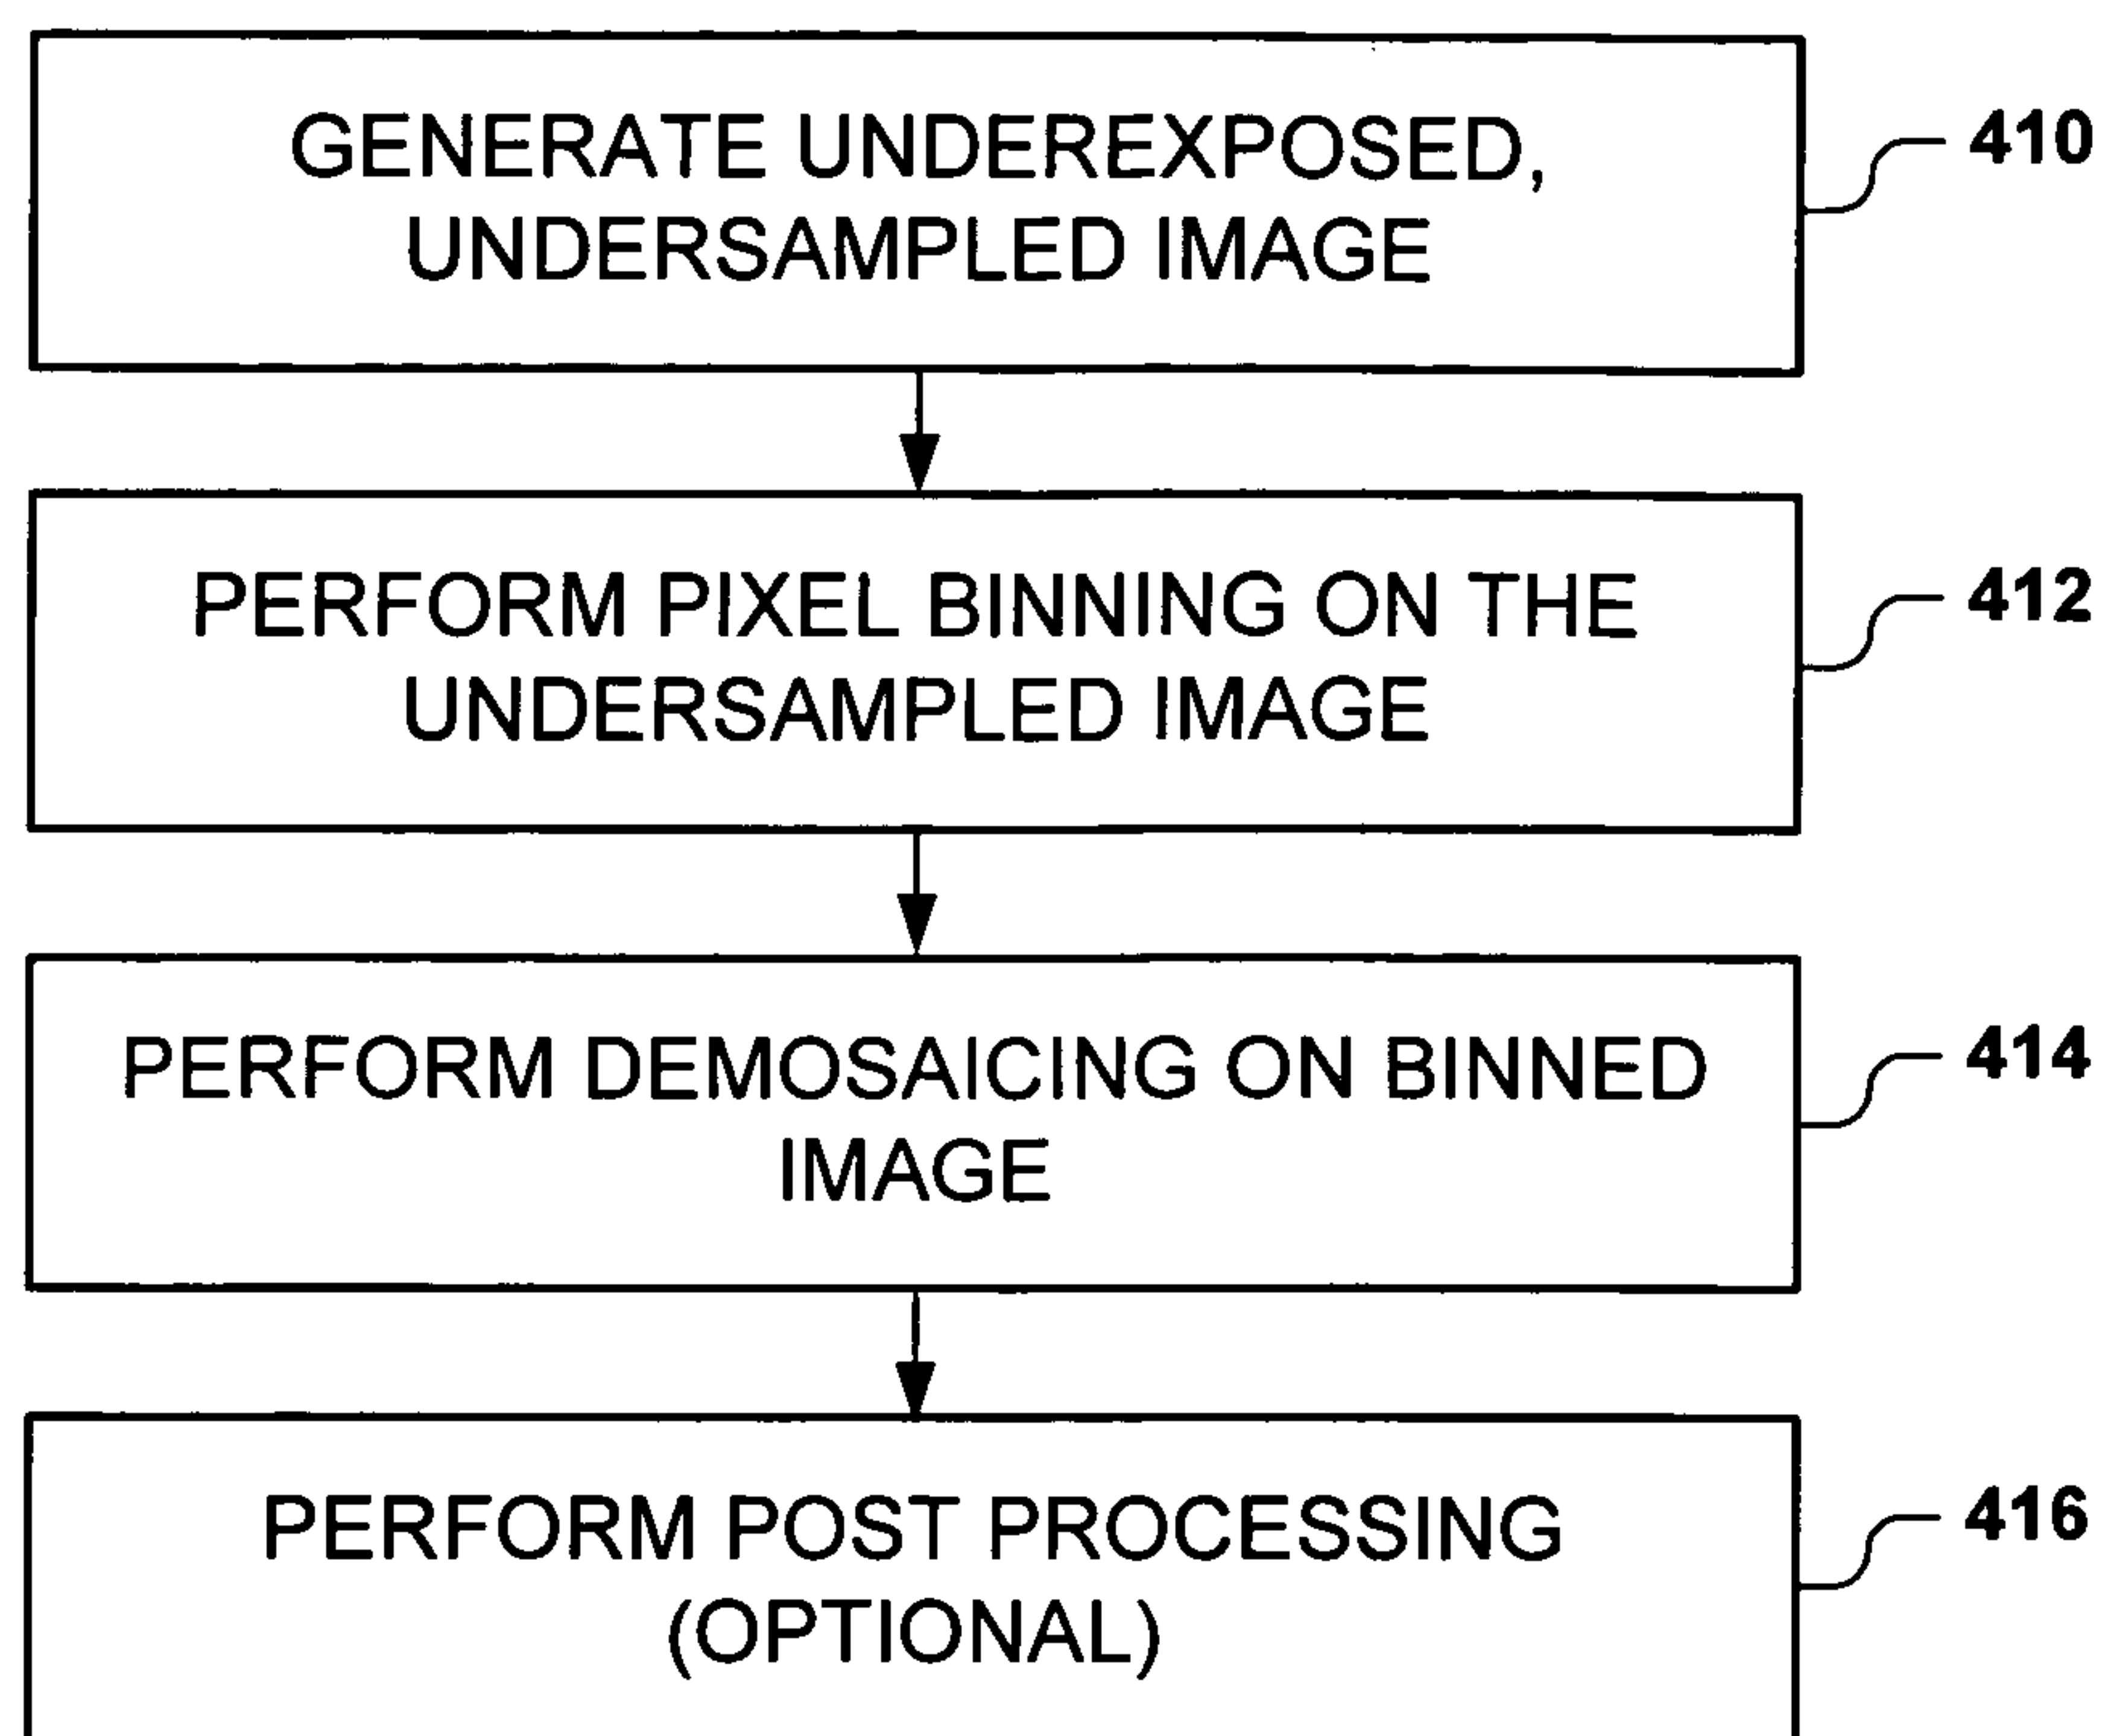 GENERATE UNDEREXPOSED,
UNDERSAMPLED IMAGE
410
PERFORM PIXEL BINNING ON THE
UNDERSAMPLED IMAGE
412
PERFORM DEMOSAICING ON BINNED
IMAGE
414
PERFORM POST PROCESSING
(OPTIONAL)
416